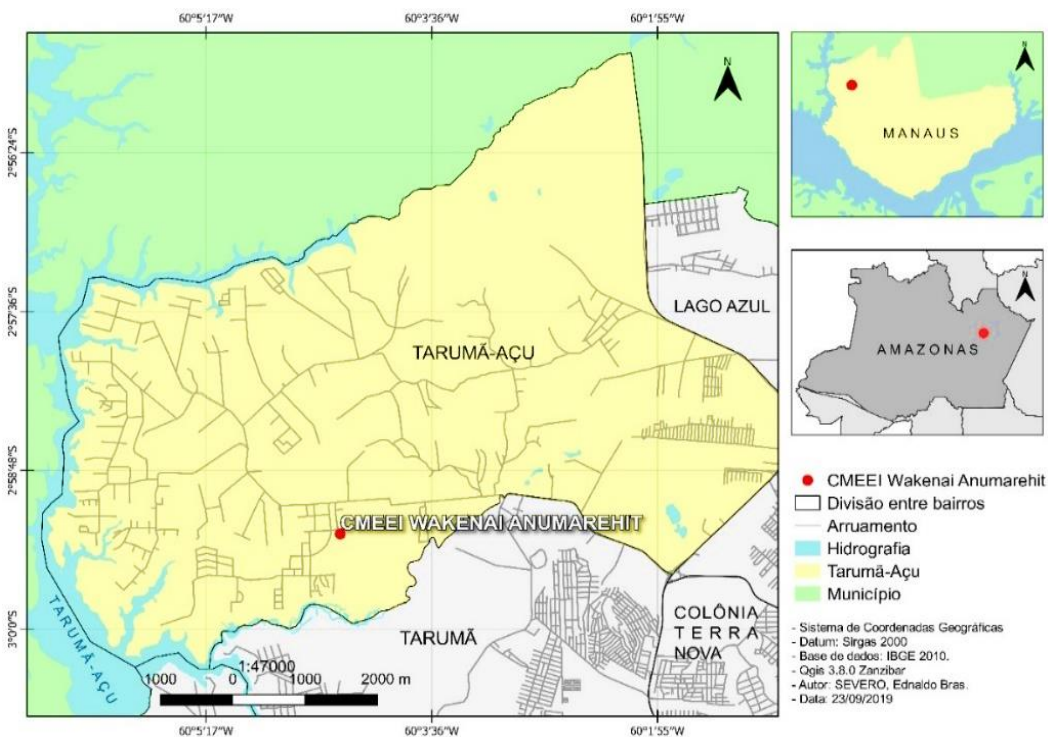 60°5'17"W
60°3'36"W
60°1'55"W
N
2°56'24"S
2°57'36"S
2°58'48"S
3°0'0"S
LAGO AZUL
TARUMÃ-AÇU
CMEEI WAKENAI ANUMAREHIT
TARUMÃ
COLÔNIA
TERRA
NOVA
TARUMÃ-AÇU
1:47000
1000 0 1000 2000 m
60°5'17"W
60°3'36"W
60°1'55"W
N
MANAUS
N
AMAZONAS
CMEEI Wakenai Anumarehit
Divisão entre bairros
Arruamento
Hidrografia
Tarumã-Açu
Município
- Sistema de Coordenadas Geográficas
- Datum: Sirgas 2000
- Base de dados: IBGE 2010.
- Qgis 3.8.0 Zanzibar
- Autor: SEVERO, Ednaldo Bras.
- Data: 23/09/2019